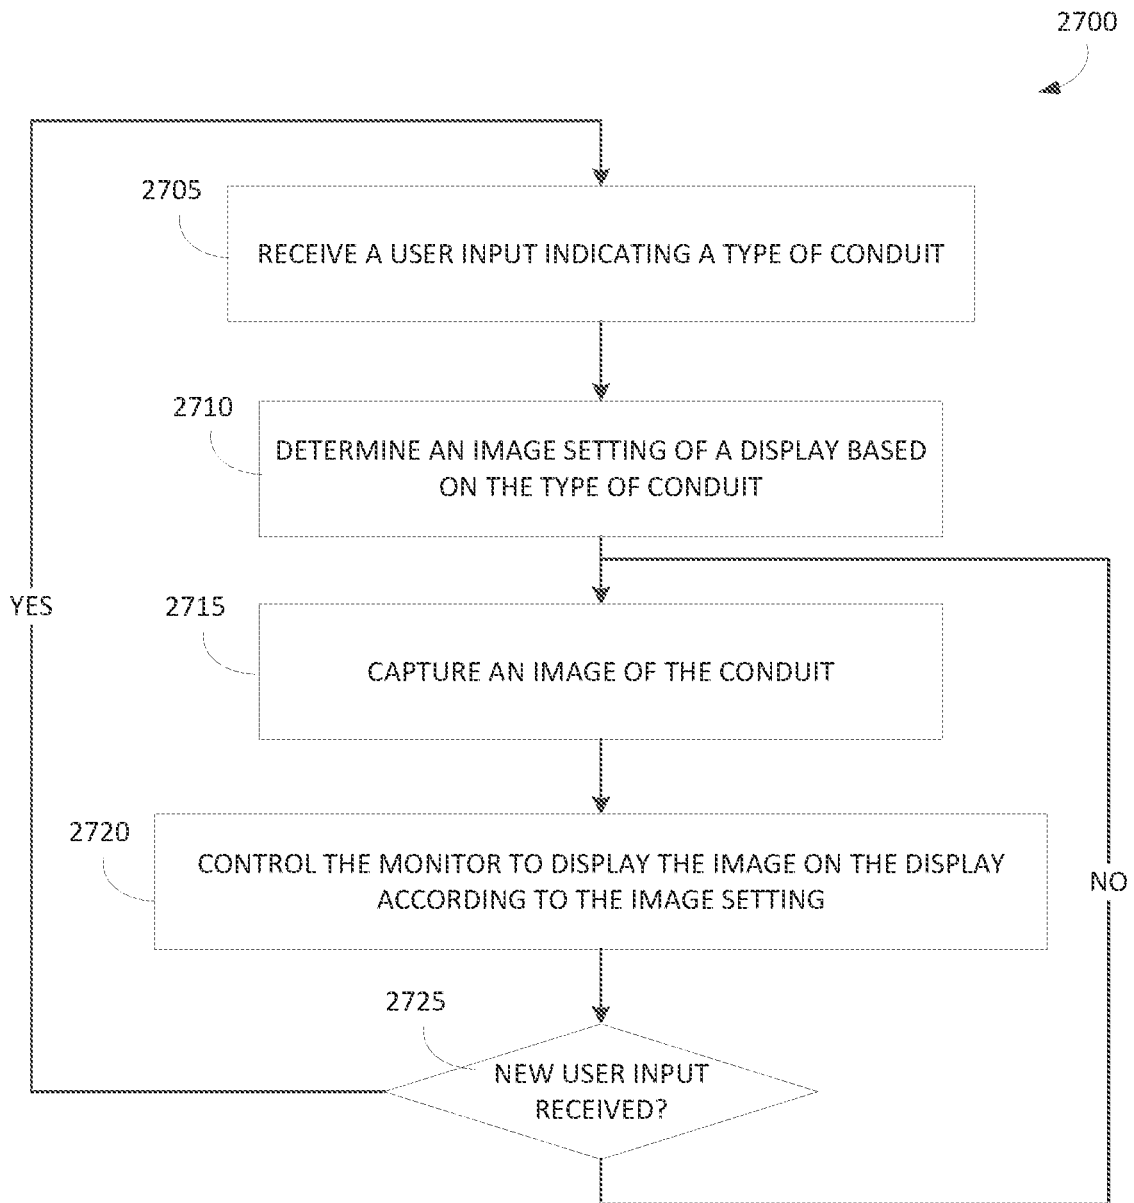 2700
2705
RECEIVE A USER INPUT INDICATING A TYPE OF CONDUIT
2710
DETERMINE AN IMAGE SETTING OF A DISPLAY BASED
ON THE TYPE OF CONDUIT
YES
2715
CAPTURE AN IMAGE OF THE CONDUIT
2720
CONTROL THE MONITOR TO DISPLAY THE IMAGE ON THE DISPLAY
ACCORDING TO THE IMAGE SETTING
NO
2725
NEW USER INPUT
RECEIVED?